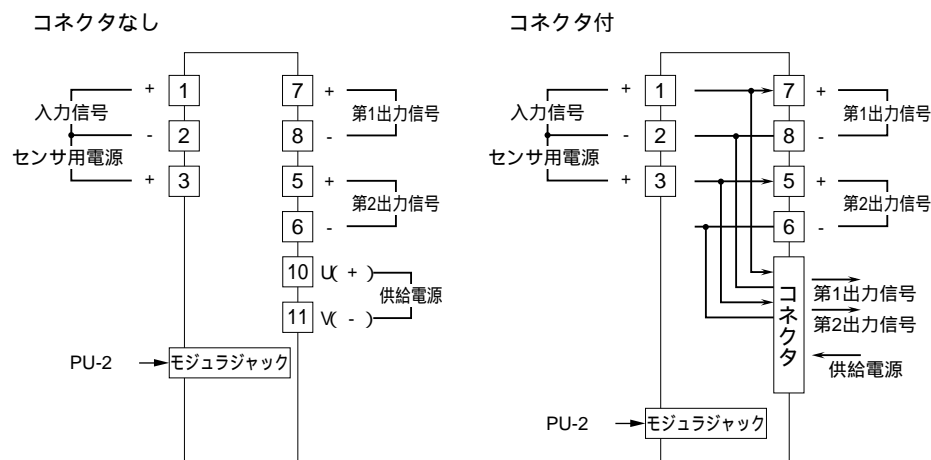 コネクタなし
+ 1
入力信号
- 2
センサ用電源
+ 3
7 +
第1出力信号
8 -
5 +
第2出力信号
6 -
10 U( + )
供給電源
11 V( - )
PU-2
モジュラジャック
コネクタ付
+ 1
入力信号
- 2
センサ用電源
+ 3
7 +
第1出力信号
8 -
5 +
第2出力信号
6 -
コネクタ
第1出力信号
第2出力信号
供給電源
PU-2
モジュラジャック